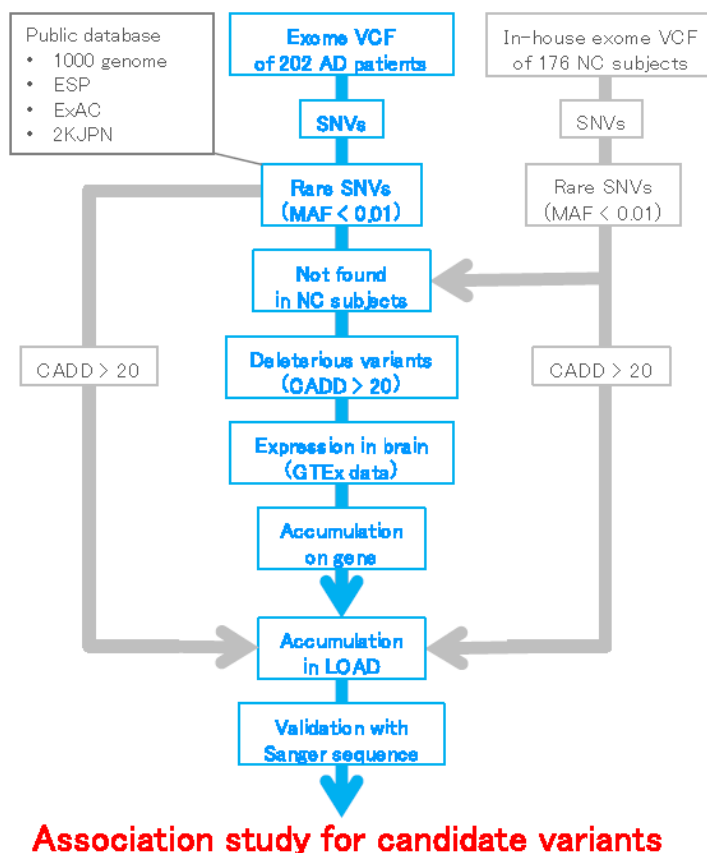 Public database
• 1000 genome
• ESP
• ExAC
• 2KJPN
Exome VCF
of 202 AD patients
In-house exome VCF
of 176 NC subjects
SNVs
SNVs
Rare SNVs
(MAF < 0.01)
Rare SNVs
(MAF < 0.01)
Not found
in NC subjects
CADD > 20
Deleterious variants
(CADD > 20)
CADD > 20
Expression in brain
(GTEx data)
Accumulation
on gene
Accumulation
in LOAD
Validation with
Sanger sequence
Association study for candidate variants